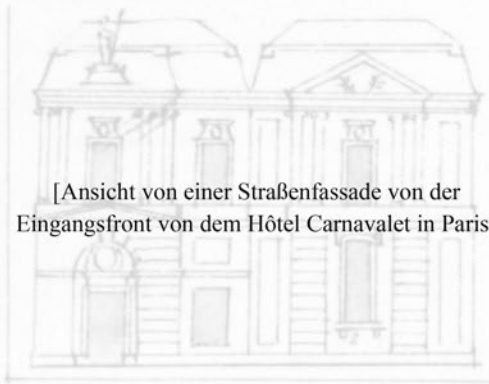 [Ansicht von einer Straßenfassade von der
Eingangsfront von dem Hôtel Carnavalet in Paris